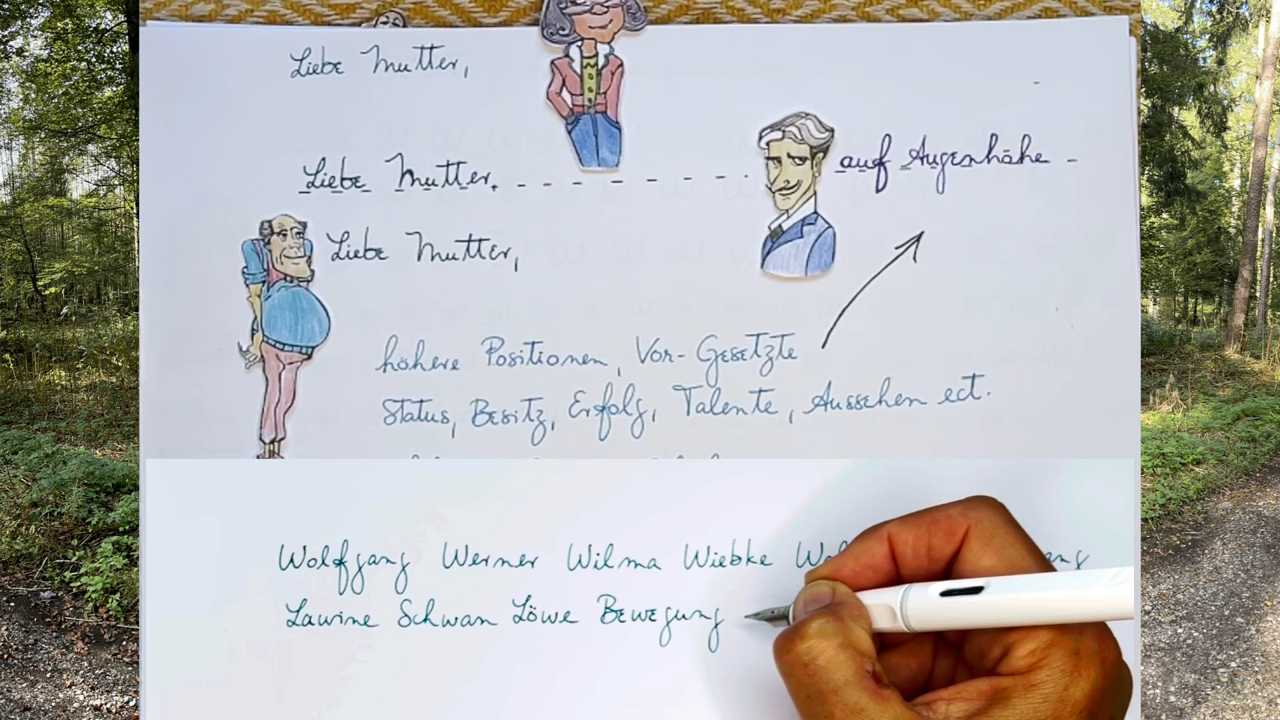 Liebe Mutter,
Liebe Mutter. auf Augenhöhe
Liebe Mutter,
höhere Positionen, Vor-Gesetzte
Status, Besitz, Erfolg, Talente, Aussehen ect.
Wolfgang Werner Wilma Wiebke
Lawine Schwan Löwe Bewegung